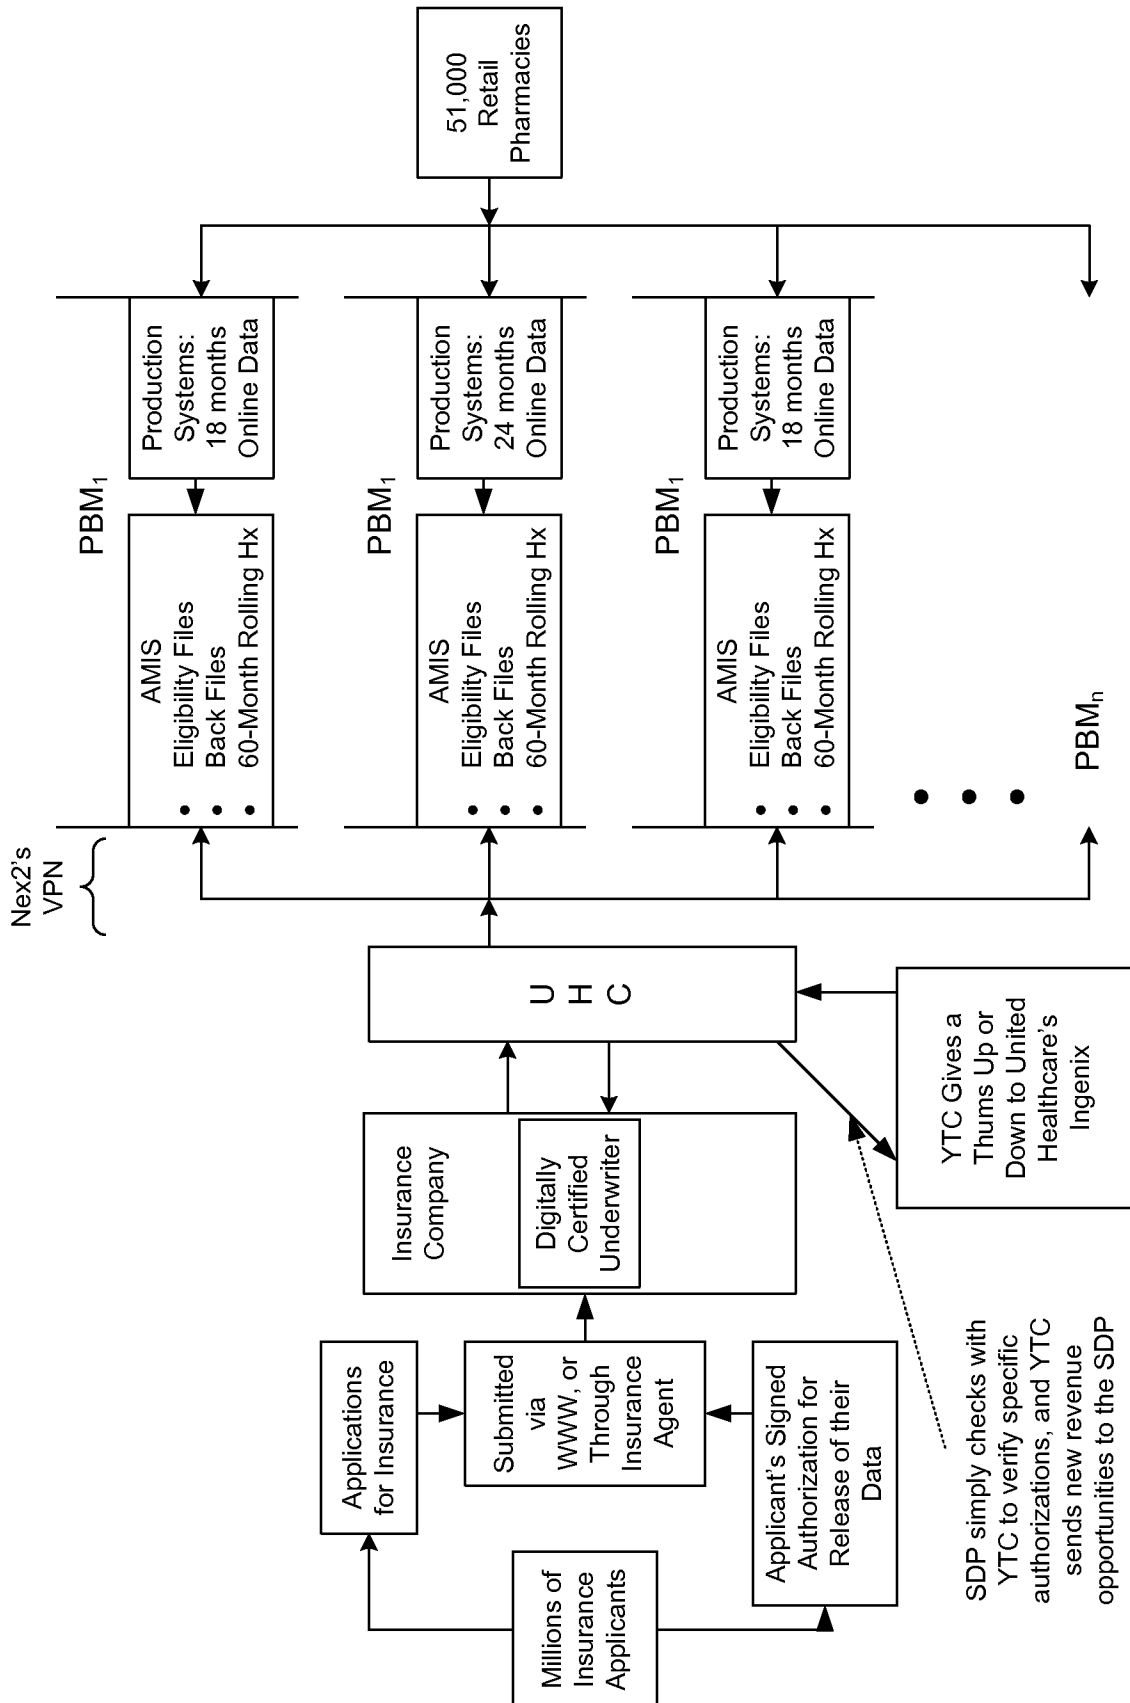 Nex2's
VPN
Millions of
Insurance
Applicants
Applications
for Insurance
Submitted
via
WWW, or
Through
Insurance
Agent
Applicant's Signed
Authorization for
Release of their
Data
Insurance
Company
Digitally
Certified
Underwriter
U
H
C
YTC Gives a
Thums Up or
Down to United
Healthcare's
Ingenix
SDP simply checks with
YTC to verify specific
authorizations, and YTC
sends new revenue
opportunities to the SDP
PBM1
AMIS
• Eligibility Files
• Back Files
• 60-Month Rolling Hx
Production
Systems:
18 months
Online Data
PBM1
AMIS
• Eligibility Files
• Back Files
• 60-Month Rolling Hx
Production
Systems:
24 months
Online Data
PBM1
AMIS
• Eligibility Files
• Back Files
• 60-Month Rolling Hx
Production
Systems:
18 months
Online Data
PBMn
51,000
Retail
Pharmacies